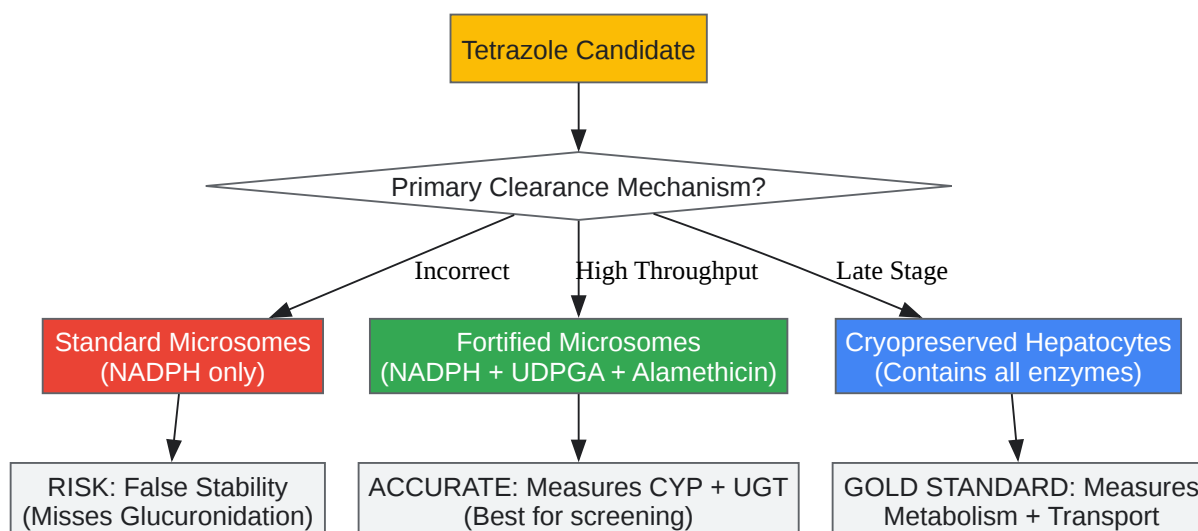 Tetrazole Candidate
Primary Clearance Mechanism?
Incorrect
High Throughput
Late Stage
Standard Microsomes
(NADPH only)
Fortified Microsomes
(NADPH + UDPGA + Alamethicin)
Cryopreserved Hepatocytes
(Contains all enzymes)
RISK: False Stability
(Misses Glucuronidation)
ACCURATE: Measures CYP + UGT
(Best for screening)
GOLD STANDARD: Measures
Metabolism + Transport